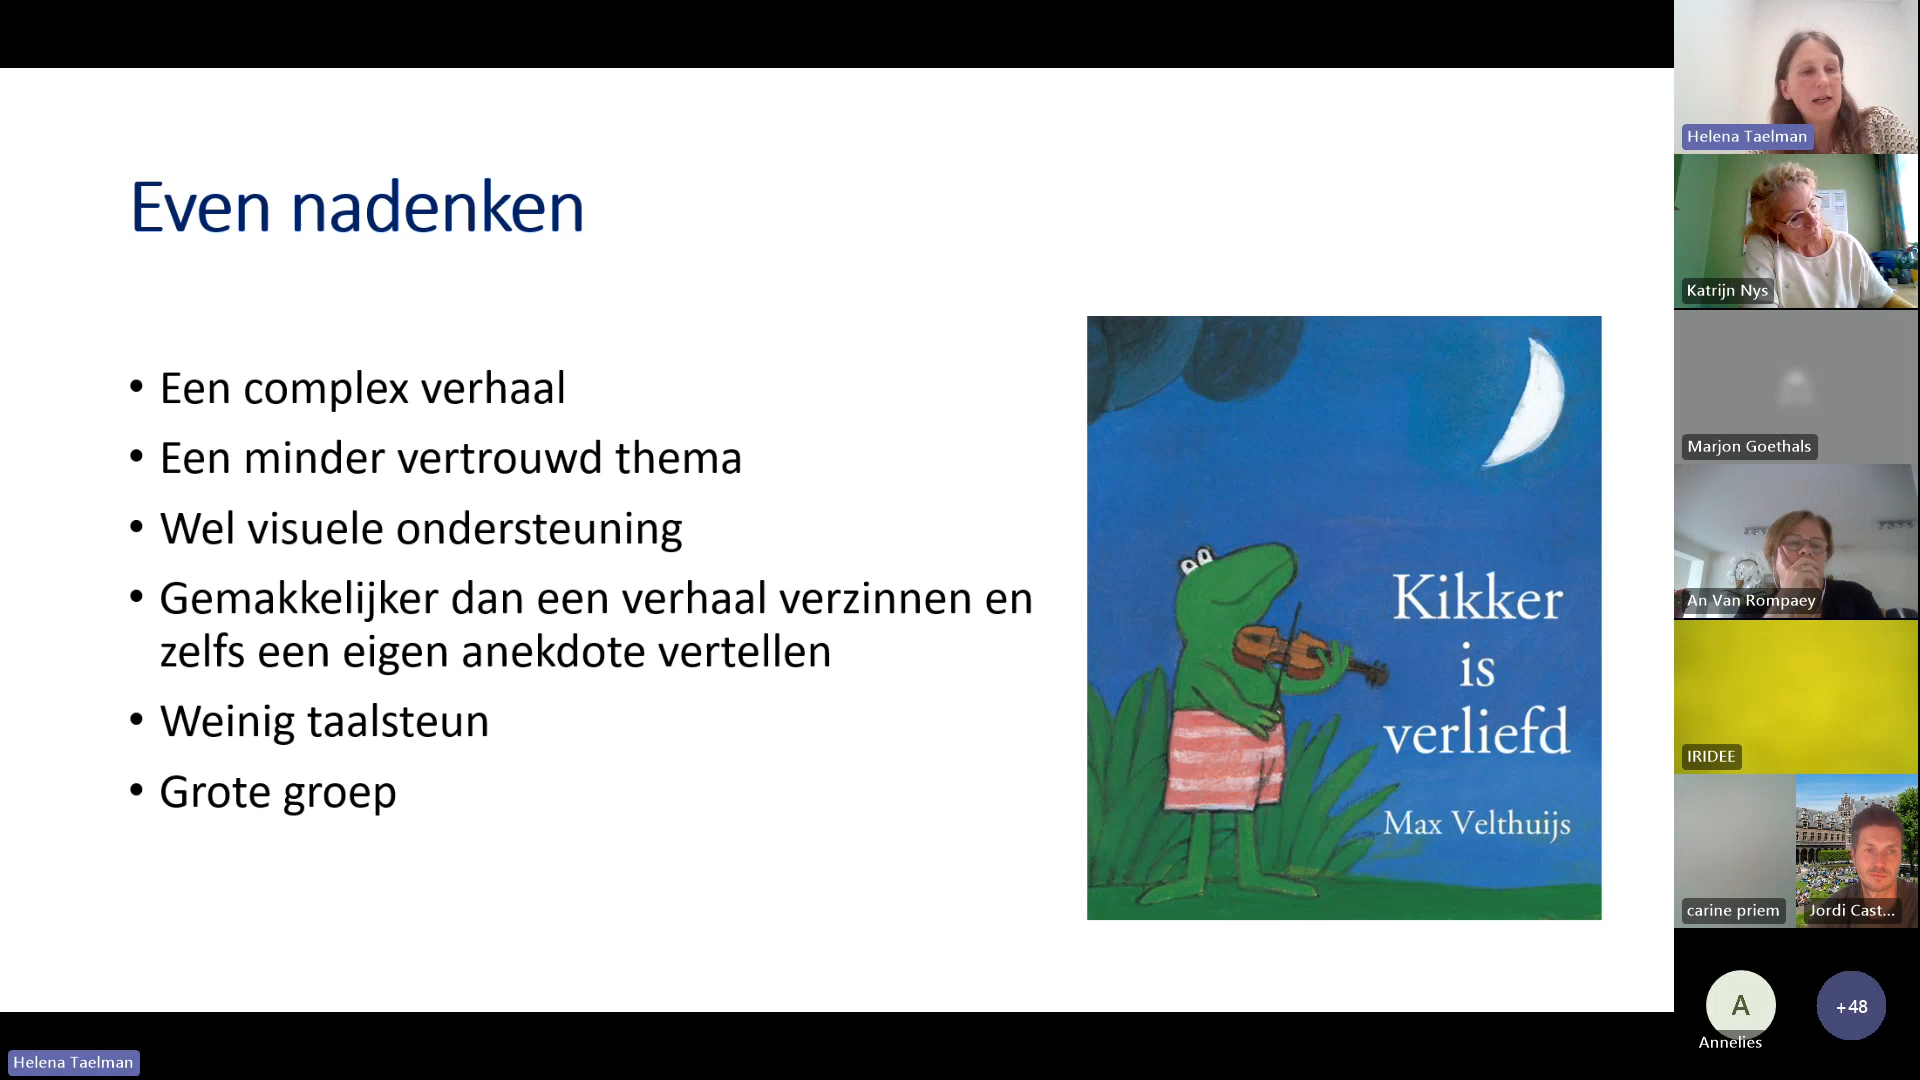 Even nadenken
• Een complex verhaal
• Een minder vertrouwd thema
• Wel visuele ondersteuning
• Gemakkelijker dan een verhaal verzinnen en
zelfs een eigen anekdote vertellen
• Weinig taalsteun
• Grote groep
Kikker
is
verliefd
Max Velthuijs
Helena Taelman
Katrijn Nys
Marjon Goethals
An Van Rompaey
IRIDEE
carine priem
Jordi Cast...
A
Annelies
+48
Helena Taelman